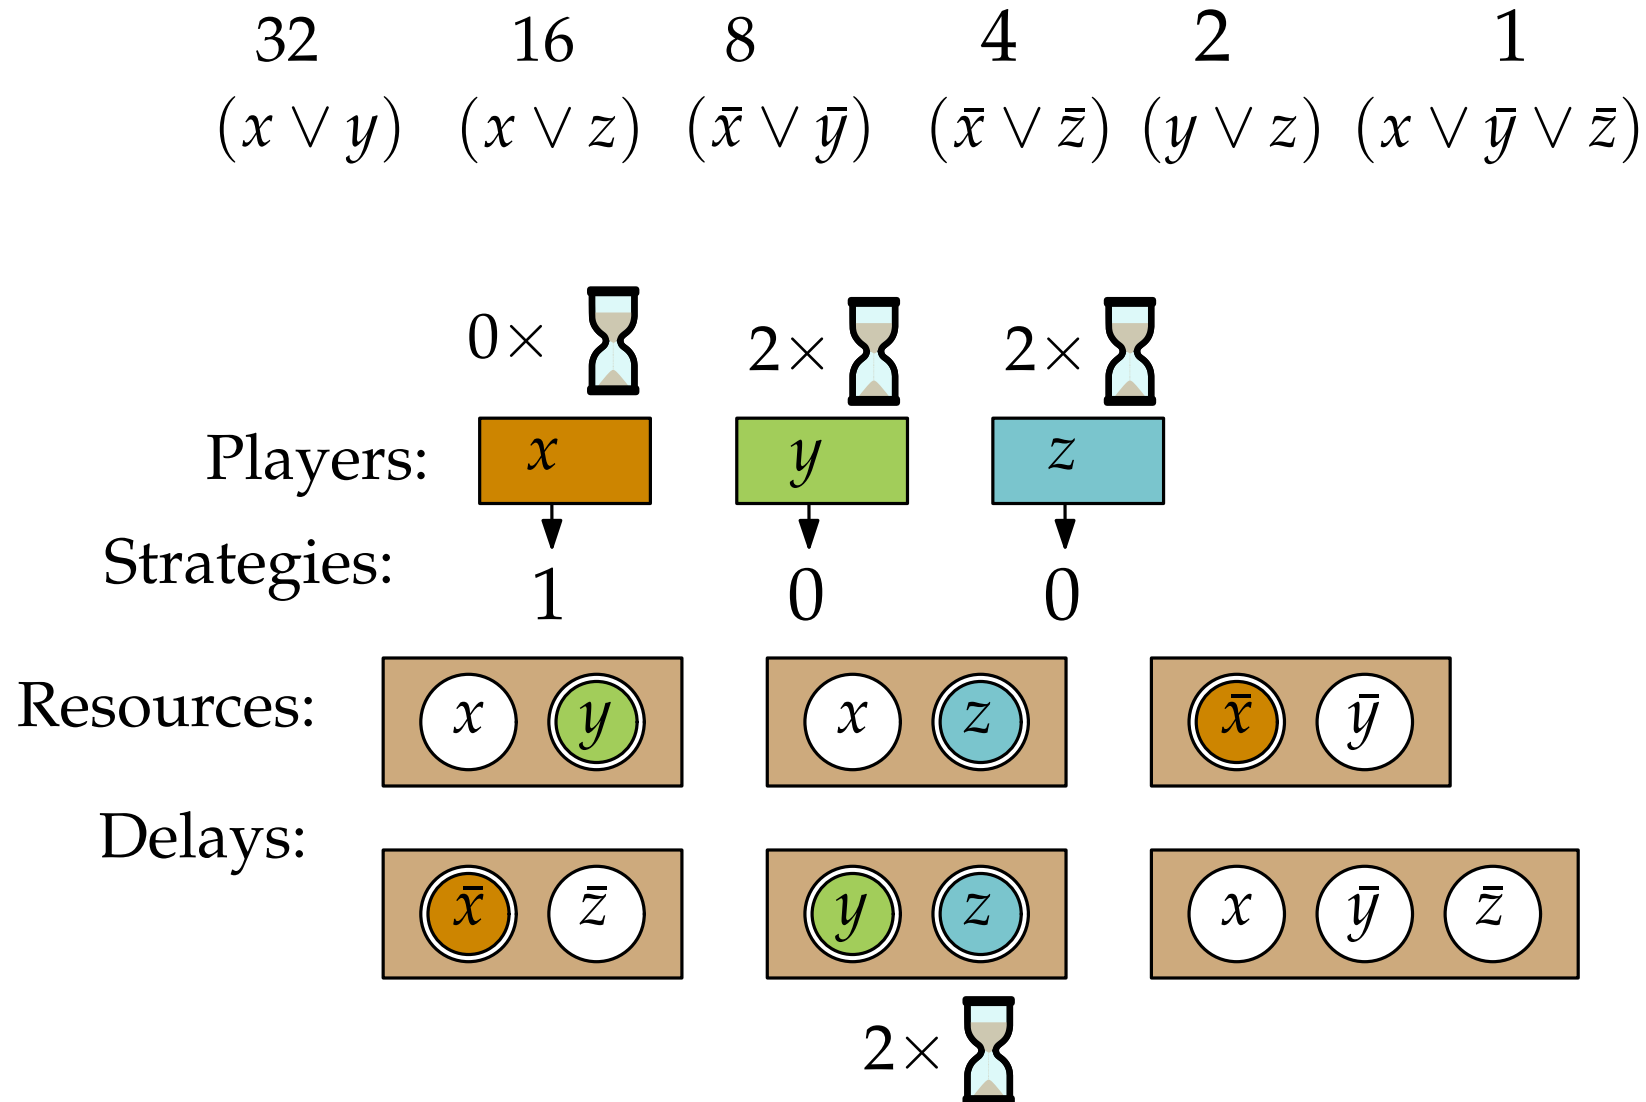 32 16 8 4 2 1
(x ∨ y) (x ∨ z) (x̄ ∨ ȳ) (x̄ ∨ z̄) (y ∨ z) (x ∨ ȳ ∨ z̄)
0× 2× 2×
Players: x y z
Strategies: 1 0 0
Resources: x y x z x̄ ȳ
Delays: x̄ z̄ y z x ȳ z̄
2×